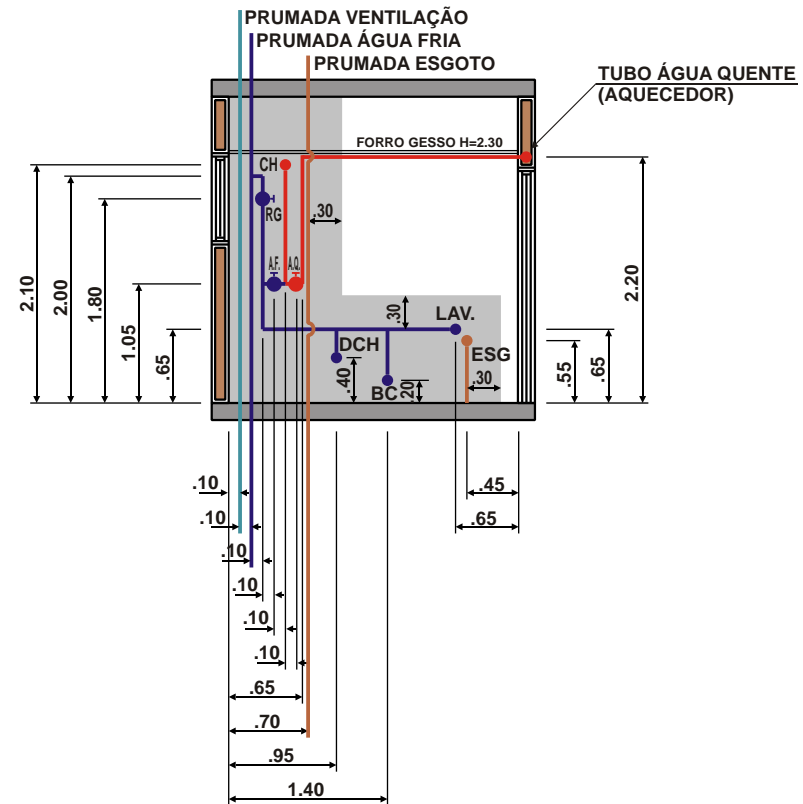 PRUMADA VENTILAÇÃO
PRUMADA ÁGUA FRIA
PRUMADA ESGOTO
TUBO ÁGUA QUENTE
(AQUECEDOR)
FORRO GESSO H=2.30
CH
RG
.30
A.F.
A.Q.
2.10
2.00
1.80
1.05
.65
.30
LAV.
DCH
ESG
.40
BC
.20
.30
2.20
.55
.65
.10
.45
.10
.65
.10
.10
.10
.10
.65
.70
.95
1.40